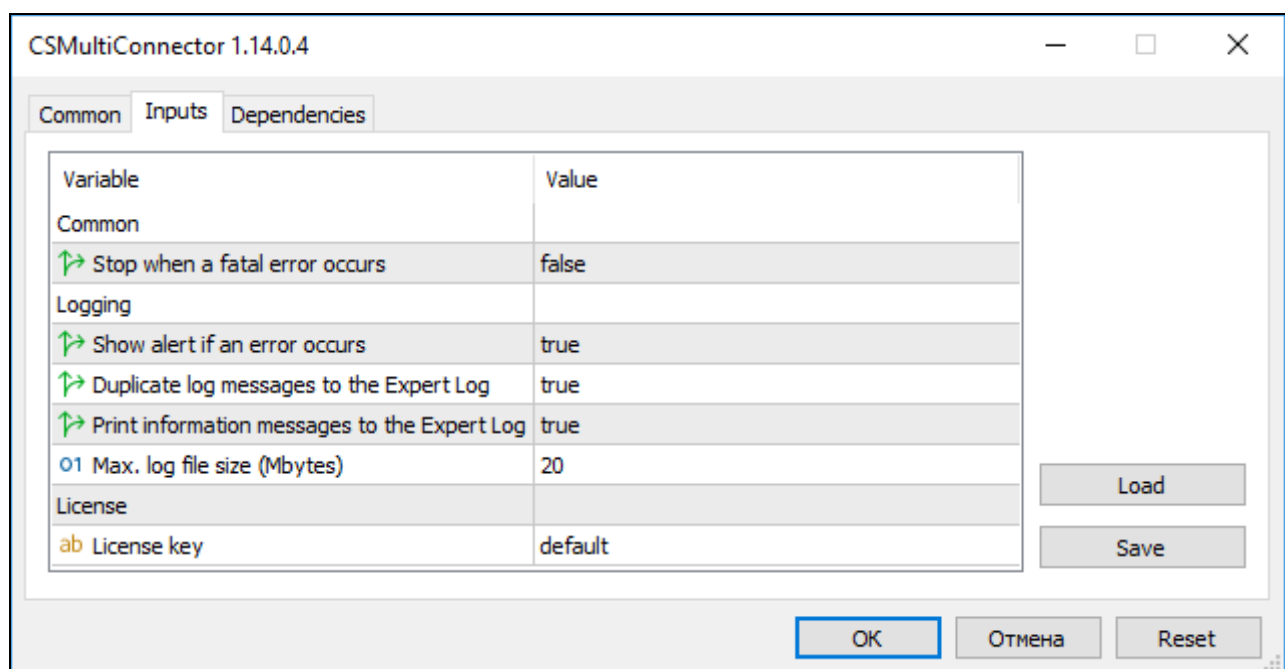 CSMultiConnector 1.14.0.4
Common Inputs Dependencies
Variable Value
Common
Stop when a fatal error occurs false
Logging
Show alert if an error occurs true
Duplicate log messages to the Expert Log true
Print information messages to the Expert Log true
01 Max. log file size (Mbytes) 20
License
ab License key default
Load
Save
OK Отмена Reset